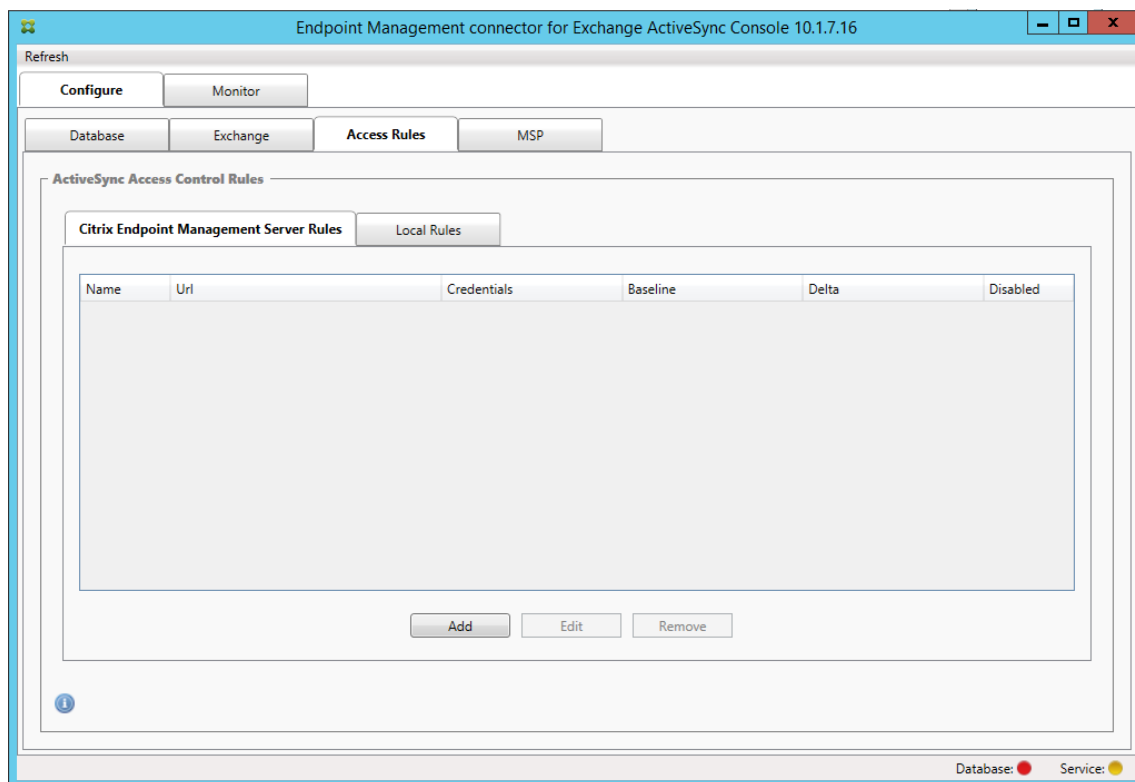 Endpoint Management connector for Exchange ActiveSync Console 10.1.7.16
Refresh
Configure Monitor
Database Exchange Access Rules MSP
ActiveSync Access Control Rules
Citrix Endpoint Management Server Rules Local Rules
Name Url Credentials Baseline Delta Disabled
Add Edit Remove
Database: Service: